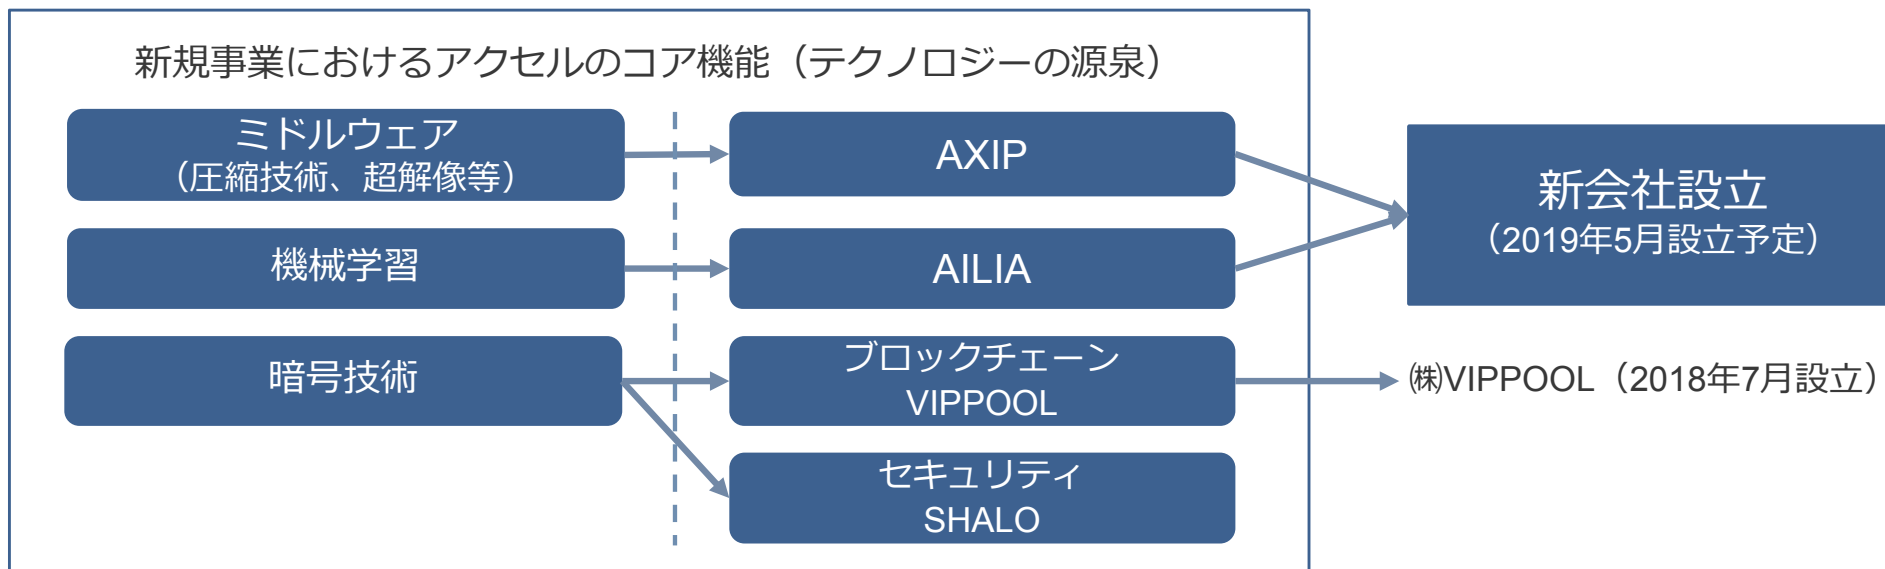 新規事業におけるアクセルのコア機能（テクノロジーの源泉）
ミドルウェア
（圧縮技術、超解像等）
AXIP
新会社設立
（2019年5月設立予定）
機械学習
AILIA
暗号技術
ブロックチェーン
VIPPOOL
㈱VIPPOOL（2018年7月設立）
セキュリティ
SHALO